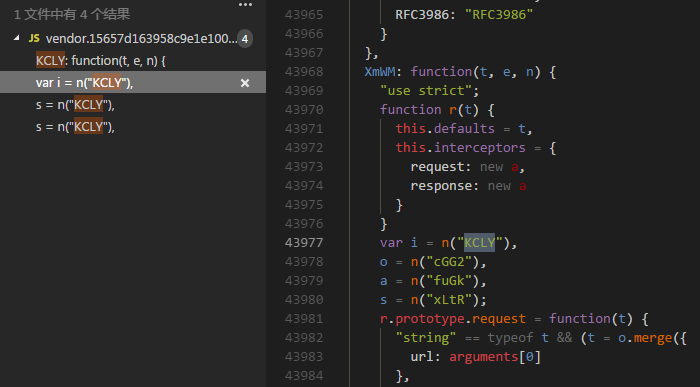 1 文件中有 4 个结果
JS vendor.15657d163958c9e1e100... 4
KCLY: function(t, e, n) {
var i = n("KCLY"),
s = n("KCLY"),
s = n("KCLY"),
43965 RFC3986: "RFC3986"
43966 }
43967 },
43968 XmWM: function(t, e, n) {
43969 "use strict";
43970 function r(t) {
43971 this.defaults = t,
43972 this.interceptors = {
43973 request: new a,
43974 response: new a
43975 }
43976 }
43977 var i = n("KCLY"),
43978 o = n("cGG2"),
43979 a = n("fuGk"),
43980 s = n("xLtR");
43981 r.prototype.request = function(t) {
43982 "string" == typeof t && (t = o.merge({
43983 url: arguments[0]
43984 },